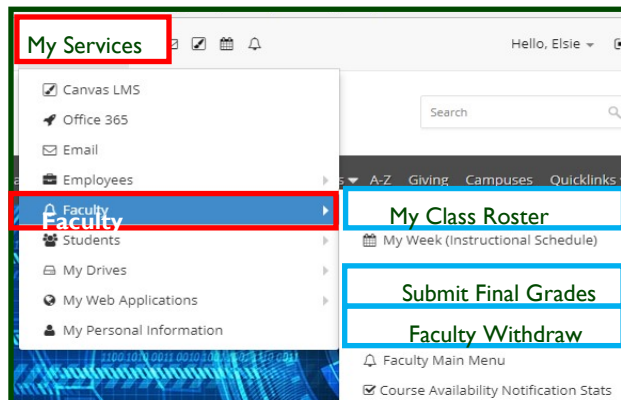 My Services
Hello, Elsie
Canvas LMS
Office 365
Search
Email
Employees
A-Z Giving Campuses Quicklinks
Faculty
Faculty
My Class Roster
Students
My Week (Instructional Schedule)
My Drives
My Web Applications
Submit Final Grades
My Personal Information
Faculty Withdraw
Faculty Main Menu
Course Availability Notification Stats